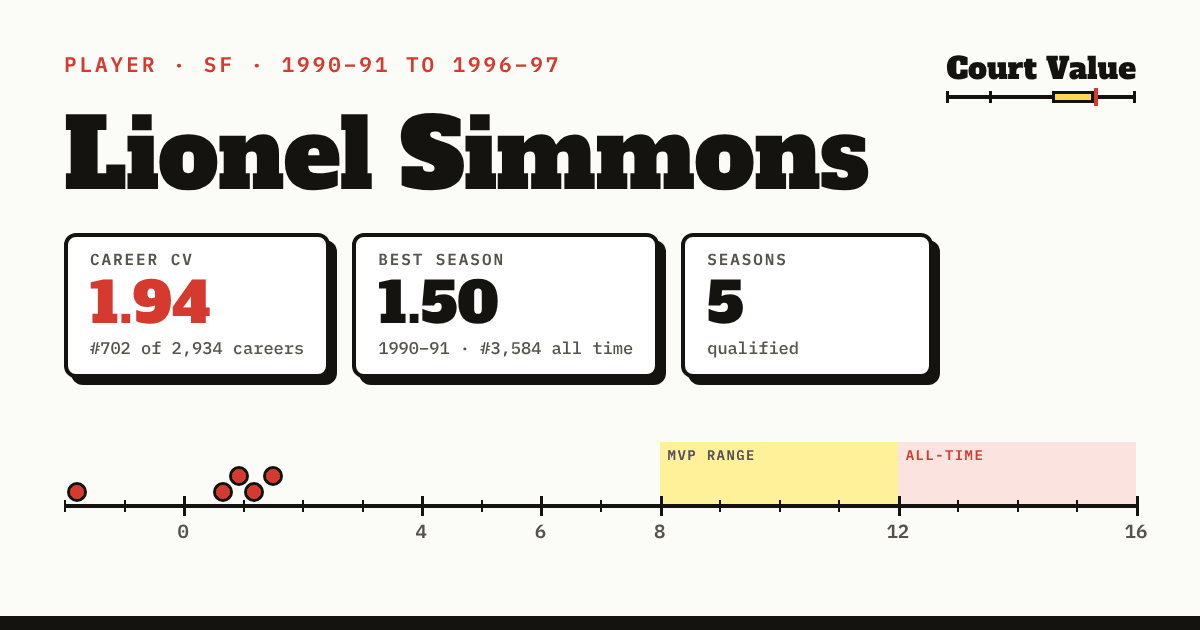 PLAYER · SF · 1990–91 TO 1996–97
Court Value
Lionel Simmons
CAREER CV
1.94
#702 of 2,934 careers
BEST SEASON
1.50
1990–91 · #3,584 all time
SEASONS
5
qualified
MVP RANGE
ALL-TIME
0 4 6 8 12 16